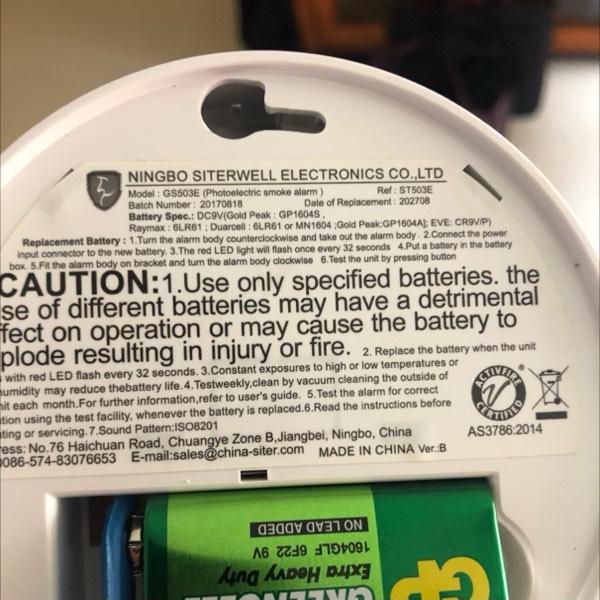 NINGBO SITERWELL ELECTRONICS CO.,LTD
Model : GS503E (Photoelectric smoke alarm ) Ref : ST503E
Batch Number : 20170818 Date of Replacement : 202708
Battery Spec.: DC9V(Gold Peak : GP1604S ,
Raymax : 6LR61 ; Duarcell : 6LR61 or MN1604 ;Gold Peak:GP1604A|; EVE: CR9V/P)
Replacement Battery : 1.Turn the alarm body counterclockwise and take out the alarm body . 2.Connect the power
input connector to the new battery. 3.The red LED light will flash once every 32 seconds 4.Put a battery in the battery
box. 5.Fit the alarm body on bracket and turn the alarm body clockwise 6.Test the unit by pressing button
CAUTION:1.Use only specified batteries. the
se of different batteries may have a detrimental
ffect on operation or may cause the battery to
plode resulting in injury or fire. 2. Replace the battery when the unit
s with red LED flash every 32 seconds. 3.Constant exposures to high or low temperatures or
umidity may reduce thebattery life.4.Testweekly,clean by vacuum cleaning the outside of
nit each month.For further information,refer to user's guide. 5.Test the alarm for correct
tion using the test facility, whenever the battery is replaced.6.Read the instructions before
ting or servicing.7.Sound Pattern:ISO8201
ress: No.76 Haichuan Road, Chuangye Zone B,Jiangbei, Ningbo, China
0086-574-83076653 E-mail:sales@china-siter.com MADE IN CHINA Ver.:B
ACTIVFIRE
CERTIFIED
AS3786:2014
NO LEAD ADDED
1604GLF 6F22 9V
Extra Heavy Duty
GREENCELL
GP